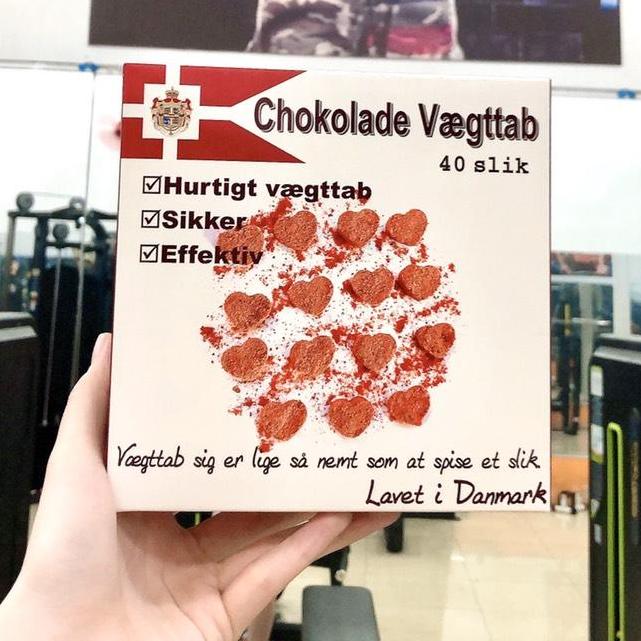 Chokolade Vægttab
40 slik
☑Hurtigt vægttab
☑Sikker
☑Effektiv
Vægttab sig er lige så nemt som at spise et slik.
Lavet i Danmark